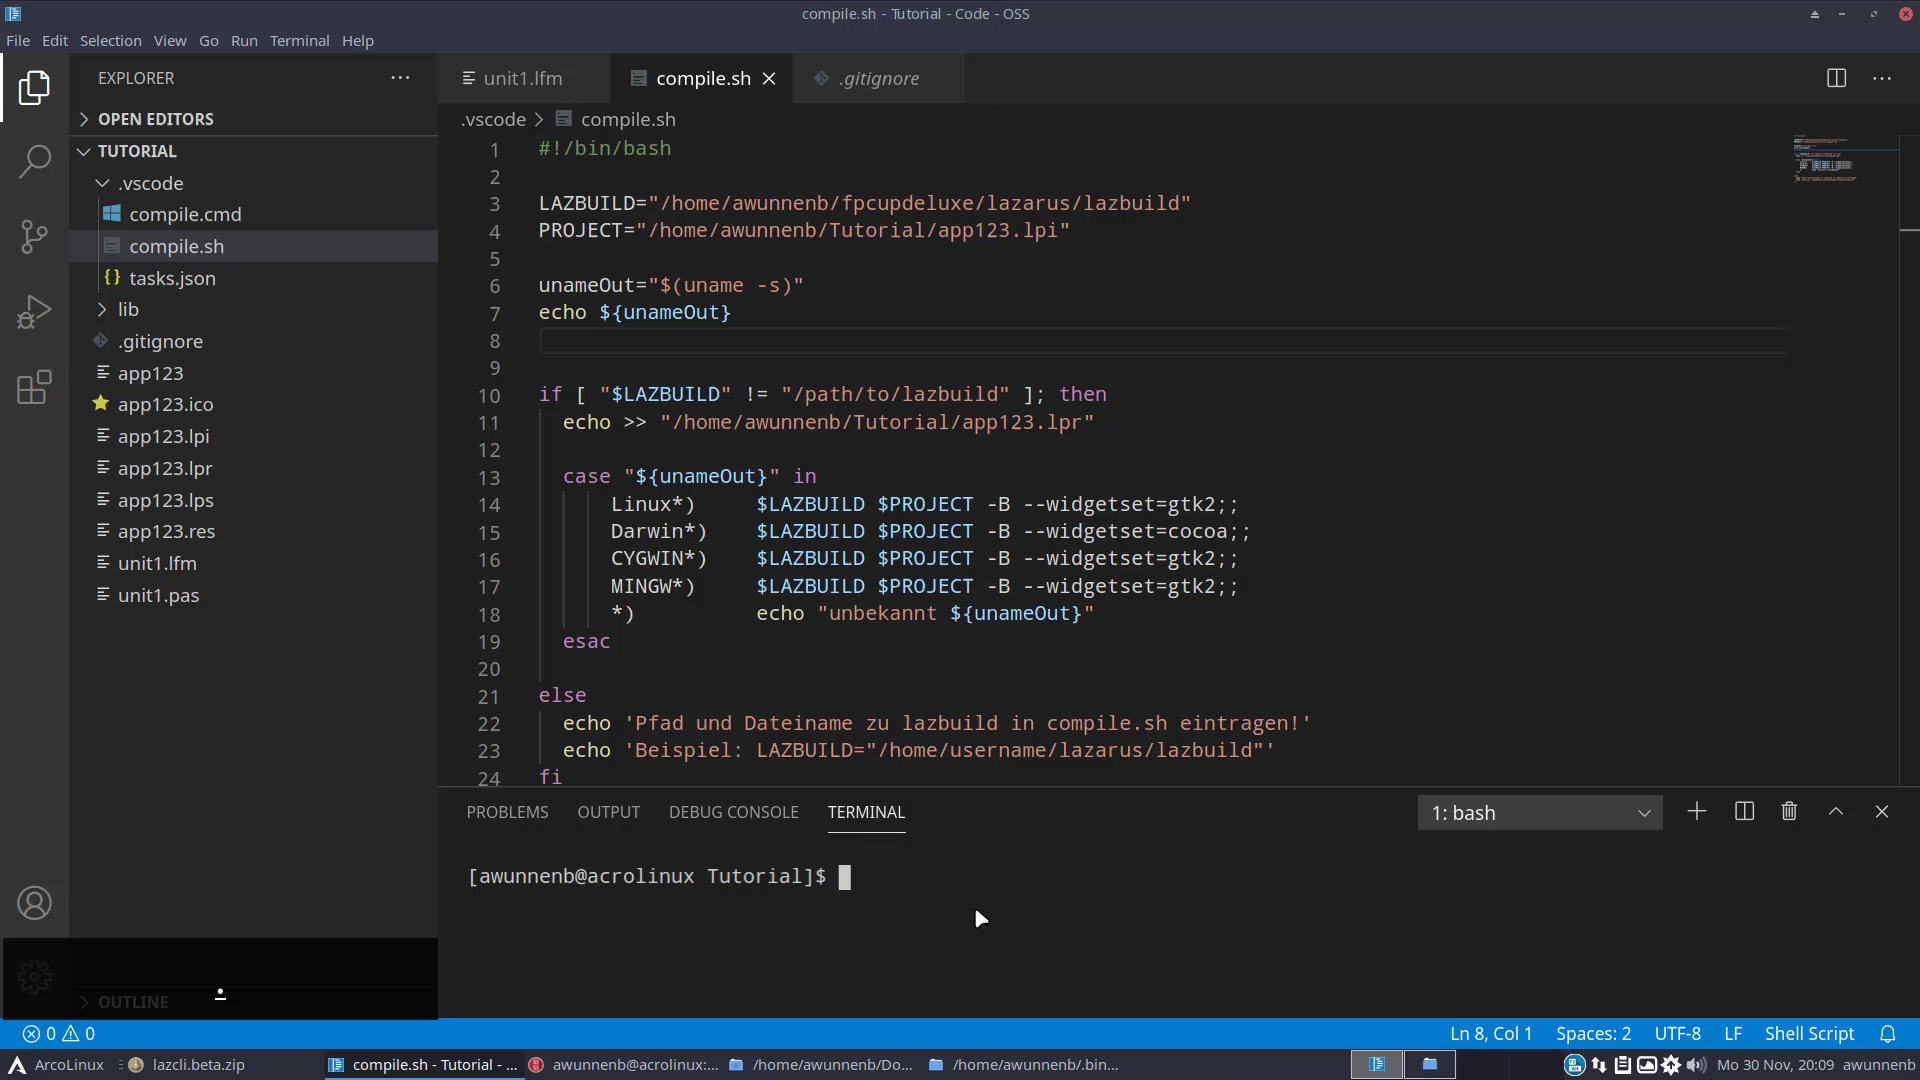 compile.sh - Tutorial - Code - OSS
File Edit Selection View Go Run Terminal Help
EXPLORER
OPEN EDITORS
TUTORIAL
.vscode
compile.cmd
compile.sh
tasks.json
lib
.gitignore
app123
app123.ico
app123.lpi
app123.lpr
app123.lps
app123.res
unit1.lfm
unit1.pas
OUTLINE
unit1.lfm compile.sh .gitignore
.vscode > compile.sh
1 #!/bin/bash
2
3 LAZBUILD="/home/awunnenb/fpcupdeluxe/lazarus/lazbuild"
4 PROJECT="/home/awunnenb/Tutorial/app123.lpi"
5
6 unameOut="$(uname -s)"
7 echo ${unameOut}
8
9
10 if [ "$LAZBUILD" != "/path/to/lazbuild" ]; then
11 echo >> "/home/awunnenb/Tutorial/app123.lpr"
12
13 case "${unameOut}" in
14 Linux*) $LAZBUILD $PROJECT -B --widgetset=gtk2;;
15 Darwin*) $LAZBUILD $PROJECT -B --widgetset=cocoa;;
16 CYGWIN*) $LAZBUILD $PROJECT -B --widgetset=gtk2;;
17 MINGW*) $LAZBUILD $PROJECT -B --widgetset=gtk2;;
18 *) echo "unbekannt ${unameOut}"
19 esac
20
21 else
22 echo 'Pfad und Dateiname zu lazbuild in compile.sh eintragen!'
23 echo 'Beispiel: LAZBUILD="/home/username/lazarus/lazbuild"'
24 fi
PROBLEMS OUTPUT DEBUG CONSOLE TERMINAL 1: bash
[awunnenb@acrolinux Tutorial]$
0 0 Ln 8, Col 1 Spaces: 2 UTF-8 LF Shell Script
ArcoLinux lazcli.beta.zip compile.sh - Tutorial - ... awunnenb@acrolinux:... /home/awunnenb/Do... /home/awunnenb/.bin... Mo 30 Nov, 20:09 awunnenb